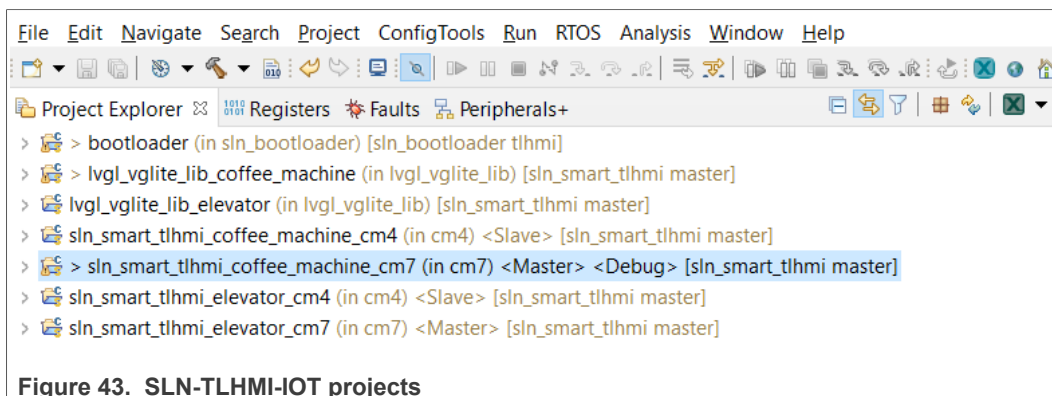 File Edit Navigate Search Project ConfigTools Run RTOS Analysis Window Help
010
Project Explorer 1010 0101 Registers Faults Peripherals+
> > bootloader (in sln_bootloader) [sln_bootloader tlhmi]
> > lvgl_vglite_lib_coffee_machine (in lvgl_vglite_lib) [sln_smart_tlhmi master]
> lvgl_vglite_lib_elevator (in lvgl_vglite_lib) [sln_smart_tlhmi master]
> sln_smart_tlhmi_coffee_machine_cm4 (in cm4) <Slave> [sln_smart_tlhmi master]
> > sln_smart_tlhmi_coffee_machine_cm7 (in cm7) <Master> <Debug> [sln_smart_tlhmi master]
> sln_smart_tlhmi_elevator_cm4 (in cm4) <Slave> [sln_smart_tlhmi master]
> sln_smart_tlhmi_elevator_cm7 (in cm7) <Master> [sln_smart_tlhmi master]
Figure 43. SLN-TLHMI-IOT projects